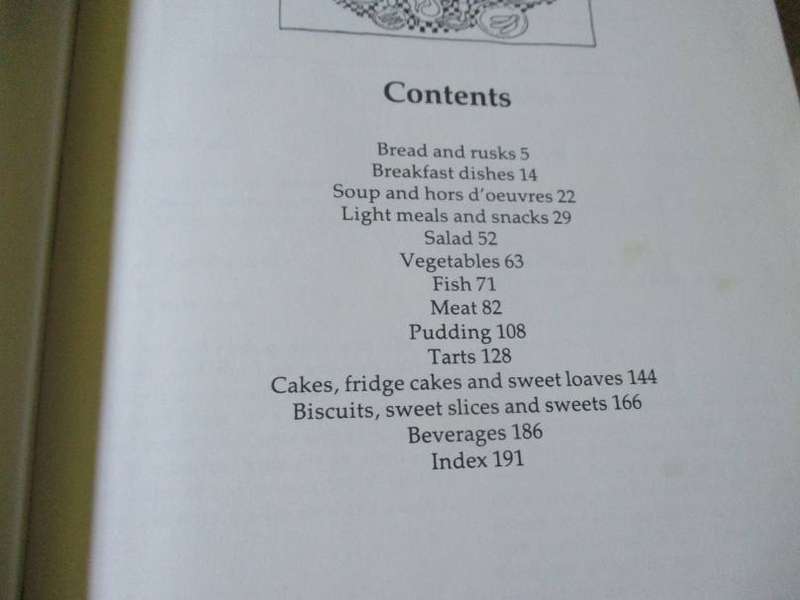 Contents
Bread and rusks 5
Breakfast dishes 14
Soup and hors d'oeuvres 22
Light meals and snacks 29
Salad 52
Vegetables 63
Fish 71
Meat 82
Pudding 108
Tarts 128
Cakes, fridge cakes and sweet loaves 144
Biscuits, sweet slices and sweets 166
Beverages 186
Index 191